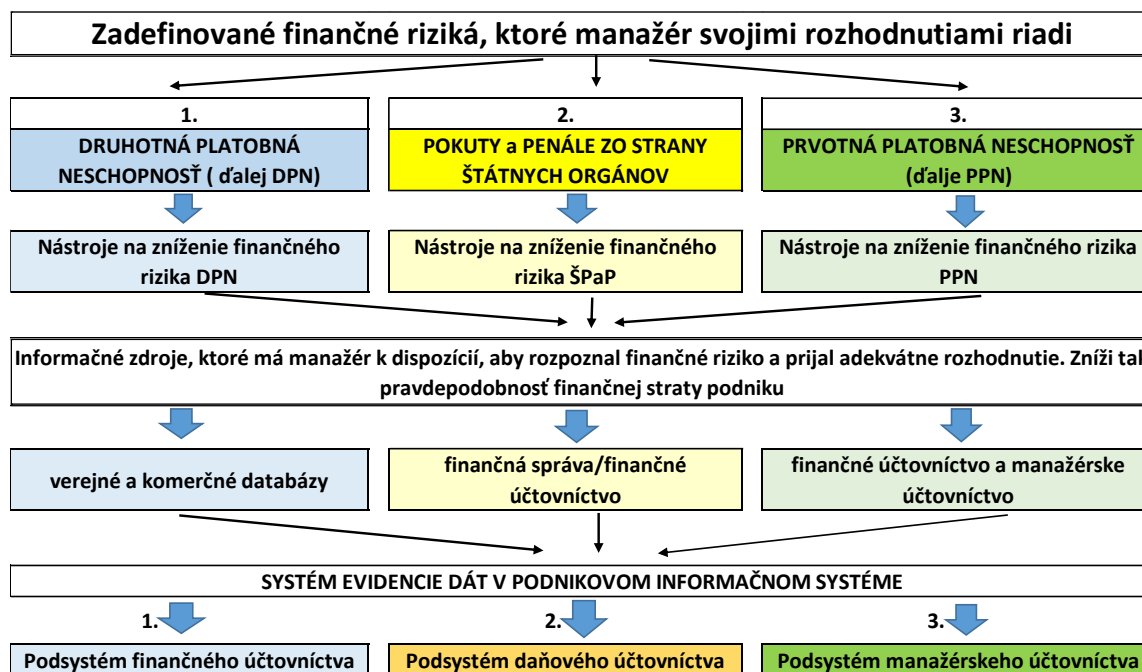 Zadefinované finančné riziká, ktoré manažér svojimi rozhodnutiami riadi
1.
DRUHOTNÁ PLATOBNÁ
NESCHOPNOSŤ ( ďalej DPN)
2.
POKUTY a PENÁLE ZO STRANY
ŠTÁTNYCH ORGÁNOV
3.
PRVOTNÁ PLATOBNÁ NESCHOPNOSŤ
(ďalje PPN)
Nástroje na zníženie finančného
rizika DPN
Nástroje na zníženie finančného
rizika ŠPaP
Nástroje na zníženie finančného rizika
PPN
Informačné zdroje, ktoré má manažér k dispozícií, aby rozpoznal finančné riziko a prijal adekvátne rozhodnutie. Zníži tak
pravdepodobnosť finančnej straty podniku
verejné a komerčné databázy
finančná správa/finančné
účtovníctvo
finančné účtovníctvo a manažérske
účtovníctvo
SYSTÉM EVIDENCIE DÁT V PODNIKOVOM INFORMAČNOM SYSTÉME
1.
Podsystém finančného účtovníctva
2.
Podsystém daňového účtovníctva
3.
Podsystém manažérskeho účtovníctva